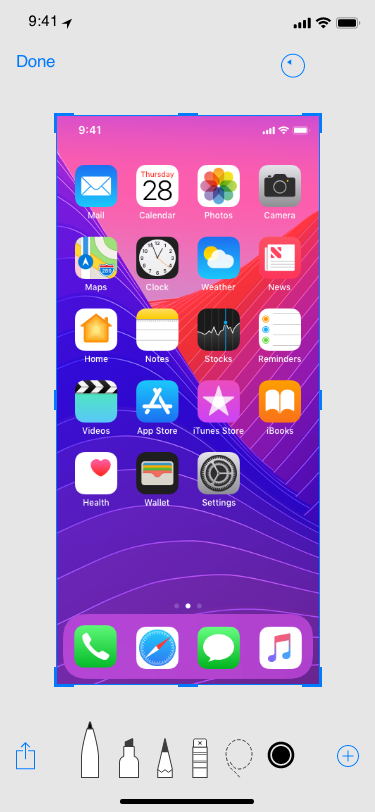 9:41
Done
9:41
Thursday
28
Mail Calendar Photos Camera
280
Maps Clock Weather News
Home Notes Stocks Reminders
Videos App Store iTunes Store iBooks
Health Wallet Settings